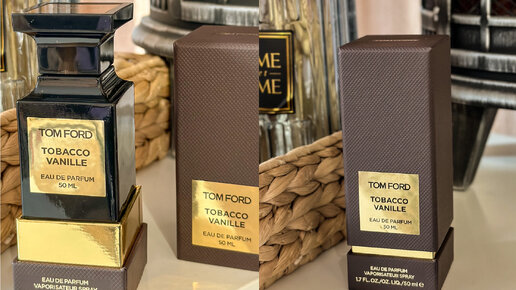 TOM FORD
TOBACCO
VANILLE
EAU DE PARFUM
50 ML
EAU DE PARFUM
VAPORISATEUR SPRAY
TOM FORD
TOBACCO
VANILLE
EAU DE PARFUM
50 ML
TOM FORD
TOBACCO
VANILLE
EAU DE PARFUM
50 ML
EAU DE PARFUM
VAPORISATEUR SPRAY
1.7 FL.OZ./OZ. LIQ./50 ml e